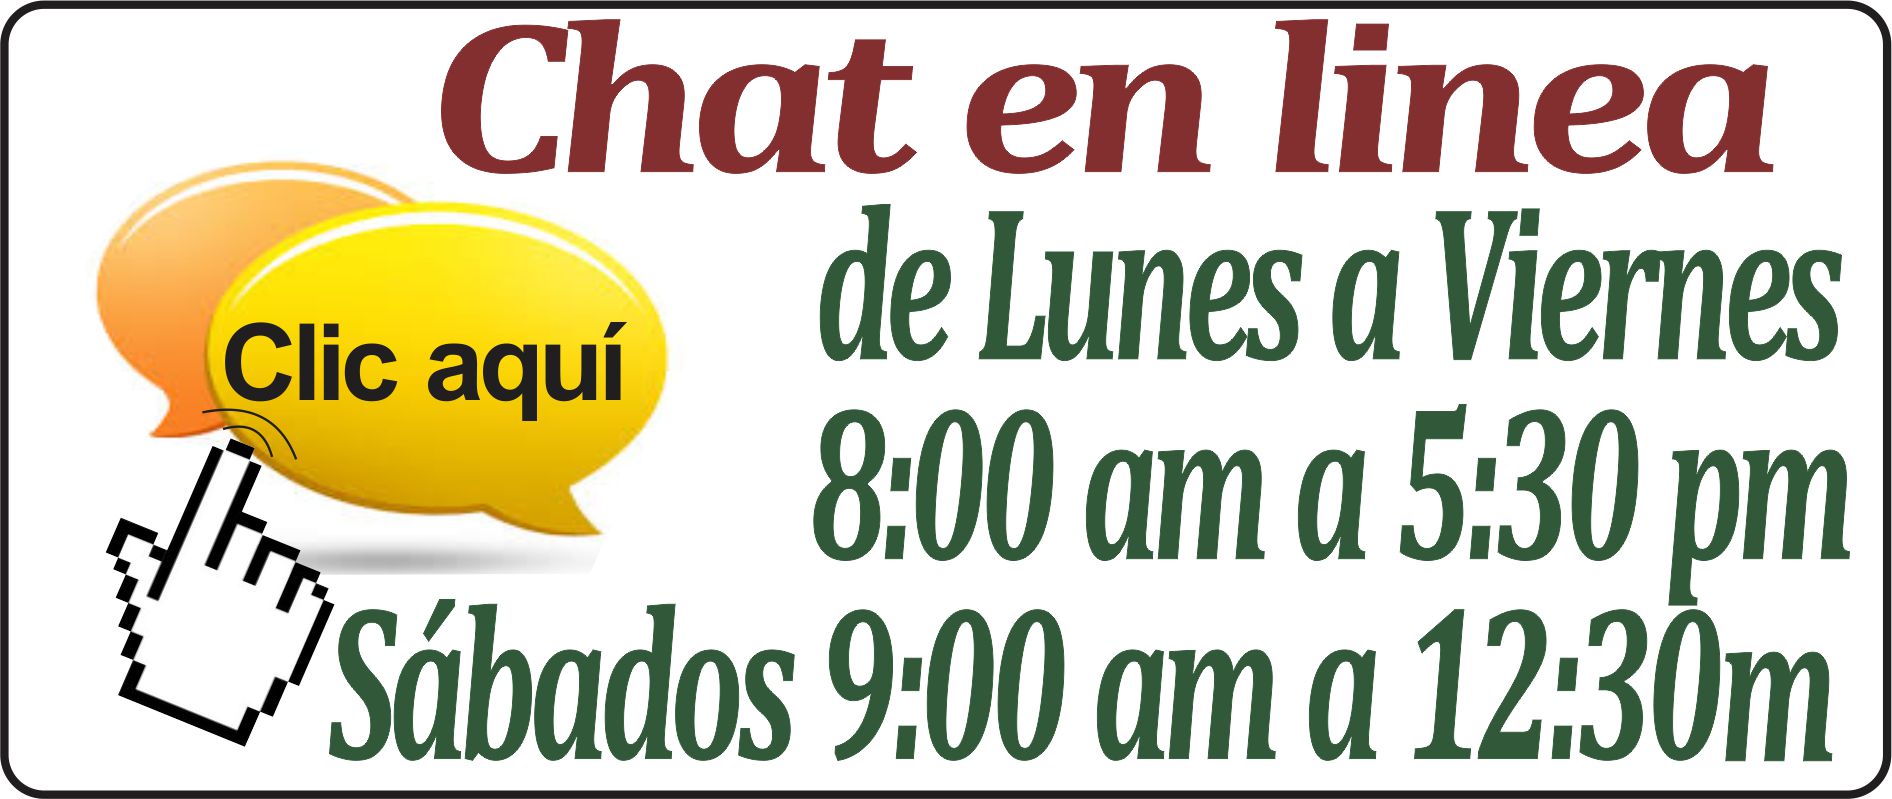 Chat en linea
de Lunes a Viernes
Clic aquí
8:00 am a 5:30 pm
Sábados 9:00 am a 12:30m